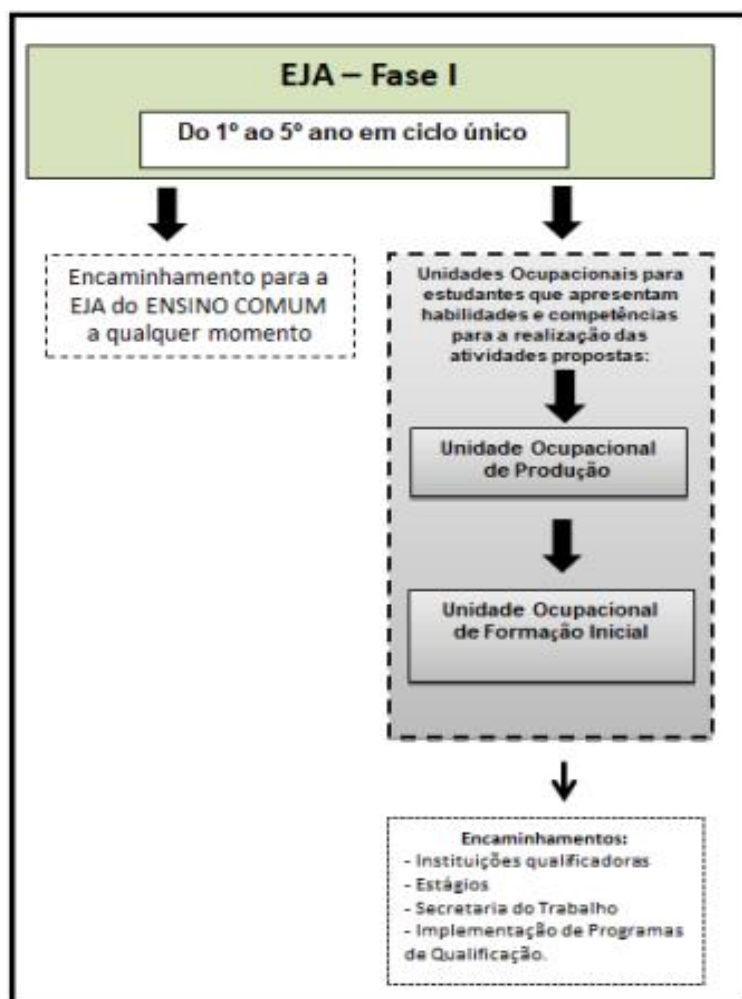 EJA – Fase I
Do 1º ao 5º ano em ciclo único
Encaminhamento para a
EJA do ENSINO COMUM
a qualquer momento
Unidades Ocupacionais para
estudantes que apresentam
habilidades e competências
para a realização das
atividades propostas:
Unidade Ocupacional
de Produção
Unidade Ocupacional
de Formação Inicial
Encaminhamentos:
- Instituições qualificadoras
- Estágios
- Secretaria do Trabalho
- Implementação de Programas
de Qualificação.